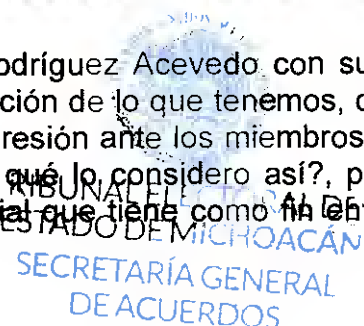 odríguez Acevedo con su
ción de lo que tenemos, c
resión ante los miembros
qué lo considero así?, p
ial que tiene como fin en
TRIBUNAL ELECTORAL DEL
ESTADO DE MICHOACÁN
SECRETARÍA GENERAL
DE ACUERDOS